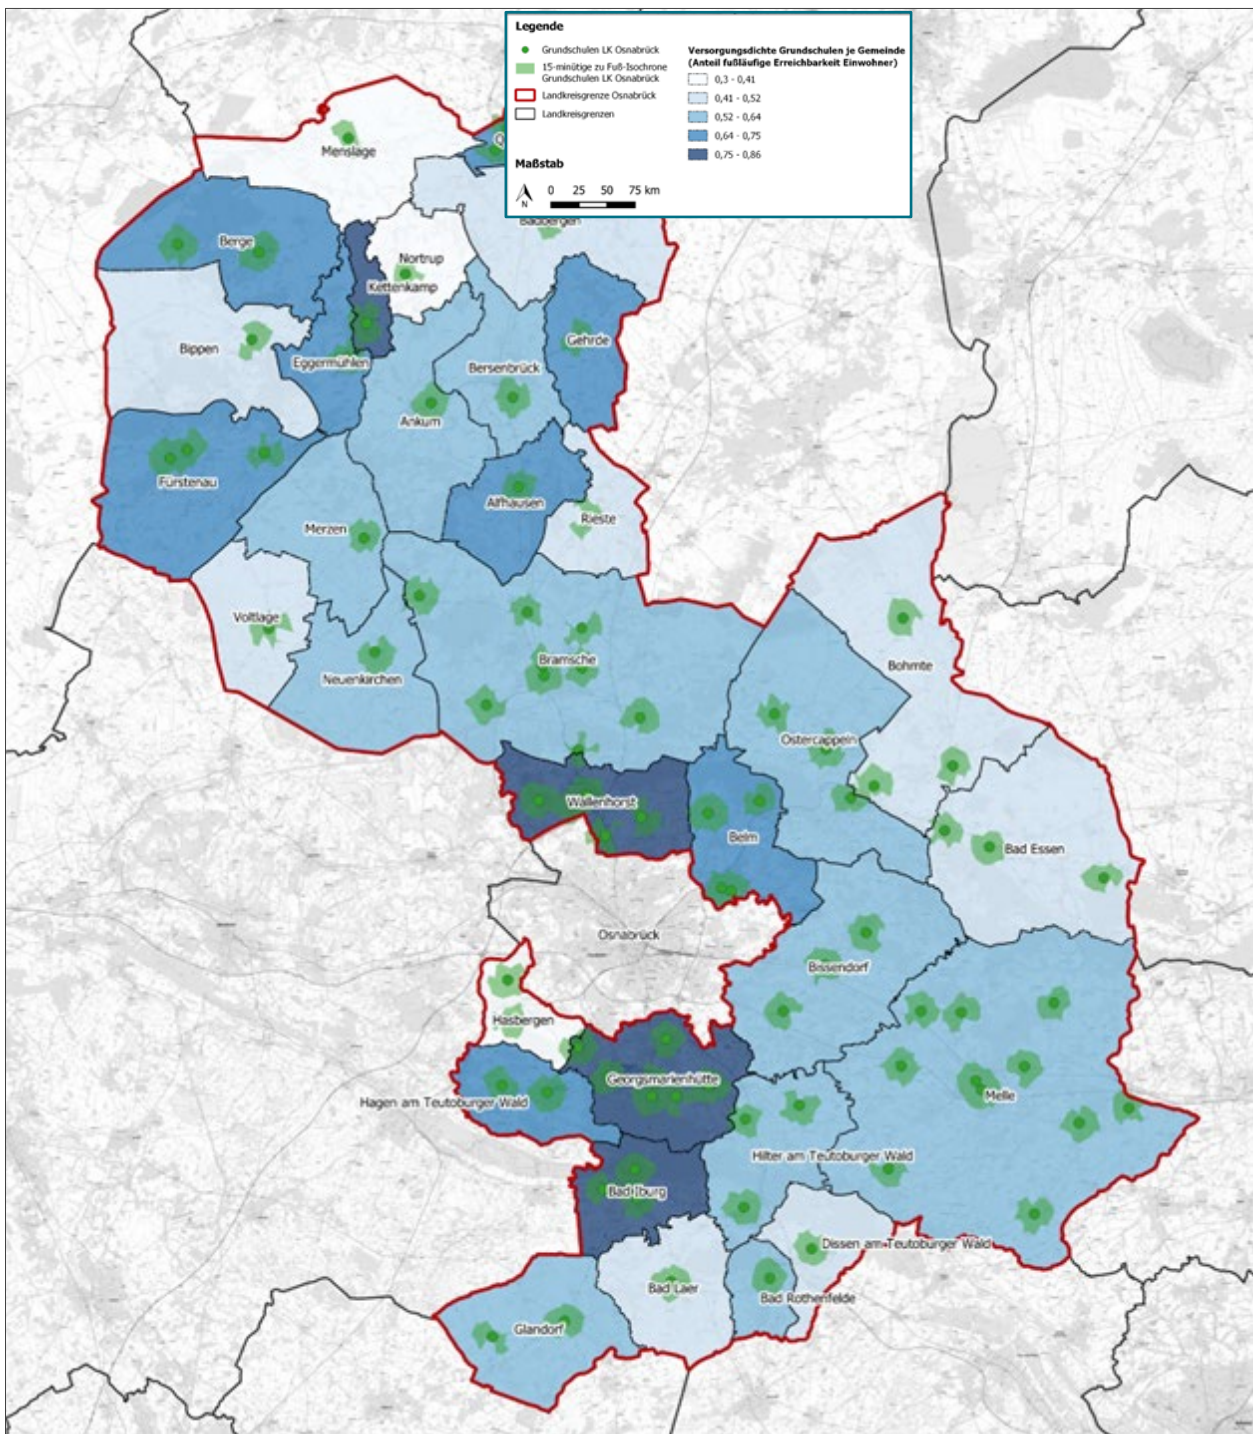 Legende
Grundschulen LK Osnabrück
15-minütige zu Fuß-Isochrone
Grundschulen LK Osnabrück
Landkreisgrenze Osnabrück
Landkreisgrenzen
Versorgungsdichte Grundschulen je Gemeinde
(Anteil fußläufige Erreichbarkeit Einwohner)
0,3 - 0,41
0,41 - 0,52
0,52 - 0,64
0,64 - 0,75
0,75 - 0,86
Maßstab
N
0 25 50 75 km
Menslage
Berge
Nortrup
Kettenkamp
Bippen
Eggermühlen
Gehrde
Bersenbrück
Ankum
Fürstenau
Alfhausen
Rieste
Merzen
Voltlage
Neuenkirchen
Bramsche
Bohmte
Ostercappeln
Wallenhorst
Belm
Bad Essen
Osnabrück
Bissendorf
Hasbergen
Georgsmarienhütte
Melle
Hagen am Teutoburger Wald
Hilter am Teutoburger Wald
Bad Iburg
Dissen am Teutoburger Wald
Bad Laer
Bad Rothenfelde
Glandorf